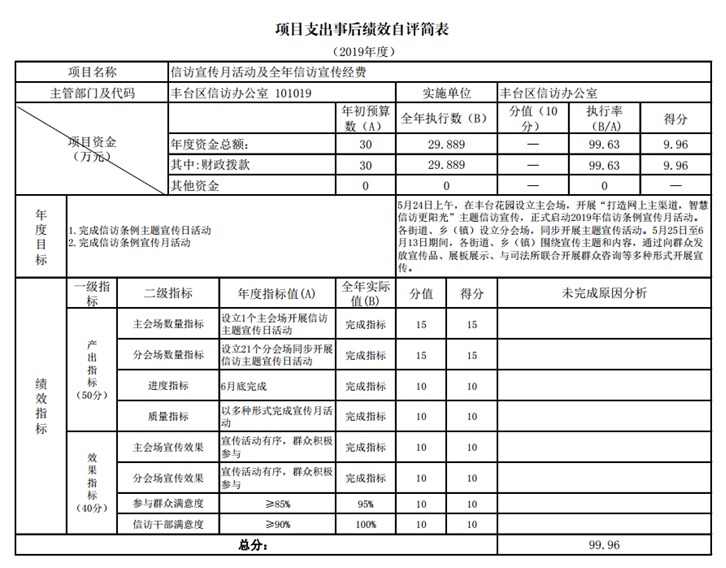 项目支出事后绩效自评简表
（2019年度）
项目名称 信访宣传月活动及全年信访宣传经费
主管部门及代码 丰台区信访办公室 101019 实施单位 丰台区信访办公室
项目资金
（万元）
年初预算
数（A） 全年执行数（B） 分值（10
分） 执行率
（B/A） 得分
年度资金总额： 30 29.889 — 99.63 9.96
其中:财政拨款 30 29.889 — 99.63 9.96
其他资金 0 0 — 0 —
年
度
目
标
1.完成信访条例主题宣传日活动
2.完成信访条例宣传月活动
5月24日上午，在丰台花园设立主会场，开展“打造网上主渠道，智慧
信访更阳光”主题信访宣传，正式启动2019年信访条例宣传月活动。
各街道、乡（镇）设立分会场，同步开展主题宣传活动。5月25日至6
月13日期间，各街道、乡（镇）围绕宣传主题和内容，通过向群众发
放宣传品、展板展示、与司法所联合开展群众咨询等多种形式开展宣
传。
绩
效
指
标
一级指
标 二级指标 年度指标值(A) 全年实际
值(B) 分值 得分 未完成原因分析
产
出
指
标
（50分）
主会场数量指标 设立1个主会场开展信访
主题宣传日活动 完成指标 15 15
分会场数量指标 设立21个分会场同步开展
信访主题宣传日活动 完成指标 15 15
进度指标 6月底完成 完成指标 10 10
质量指标 以多种形式完成宣传月活
动 完成指标 10 10
效
果
指
标
（40分）
主会场宣传效果 宣传活动有序，群众积极
参与 完成指标 10 10
分会场宣传效果 宣传活动有序，群众积极
参与 完成指标 10 10
参与群众满意度 ≥85% 95% 10 10
信访干部满意度 ≥90% 100% 10 10
总分： 99.96